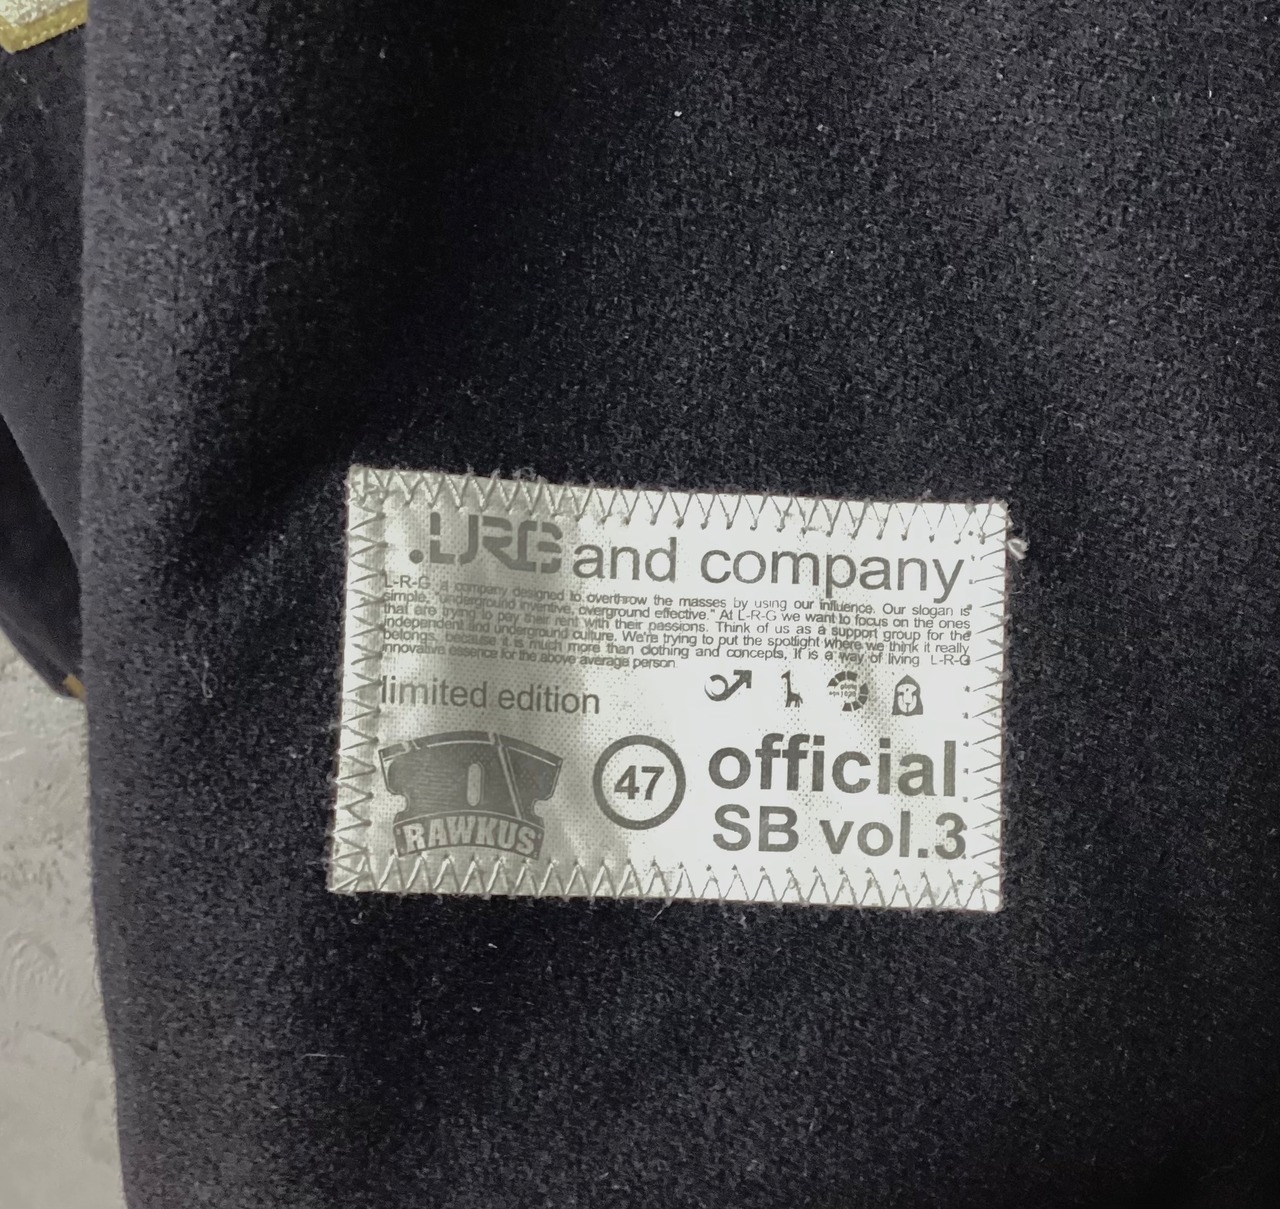 .LRG and company.
L-R-G a company designed to overthrow the masses by using our influence. Our slogan is
simple, "underground inventive, overground effective." At L-R-G we want to focus on the ones
that are trying to pay their rent with their passions. Think of us as a support group for the
independent and underground culture. We're trying to put the spotlight where we think it really
belongs, because it is much more than clothing and concepts, It is a way of living L-R-G
innovative essence for the above average person.
limited edition
RAWKUS
47
official
SB vol.3